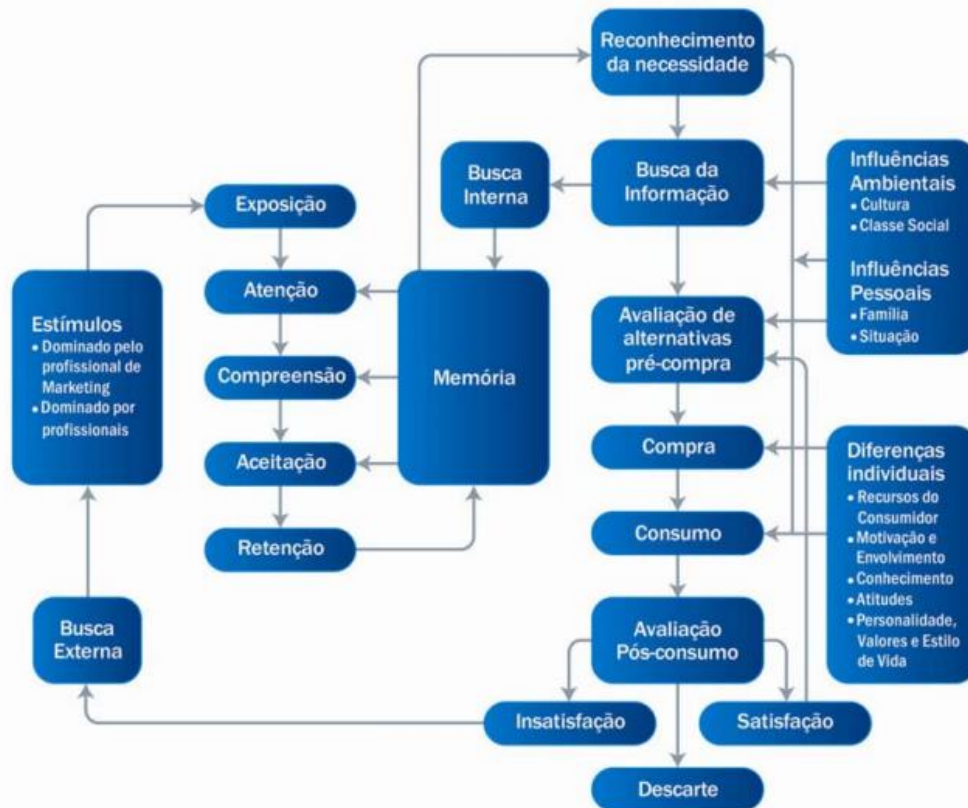 Reconhecimento
da necessidade
Busca da
Informação
Busca
Interna
Influências
Ambientais
• Cultura
• Classe Social
Influências
Pessoais
• Família
• Situação
Exposição
Atenção
Compreensão
Aceitação
Retenção
Estímulos
• Dominado pelo
profissional de
Marketing
• Dominado por
profissionais
Memória
Avaliação de
alternativas
pré-compra
Compra
Consumo
Diferenças
individuais
• Recursos do
Consumidor
• Motivação e
Envolvimento
• Conhecimento
• Atitudes
• Personalidade,
Valores e Estilo
de Vida
Busca
Externa
Avaliação
Pós-consumo
Insatisfação
Satisfação
Descarte